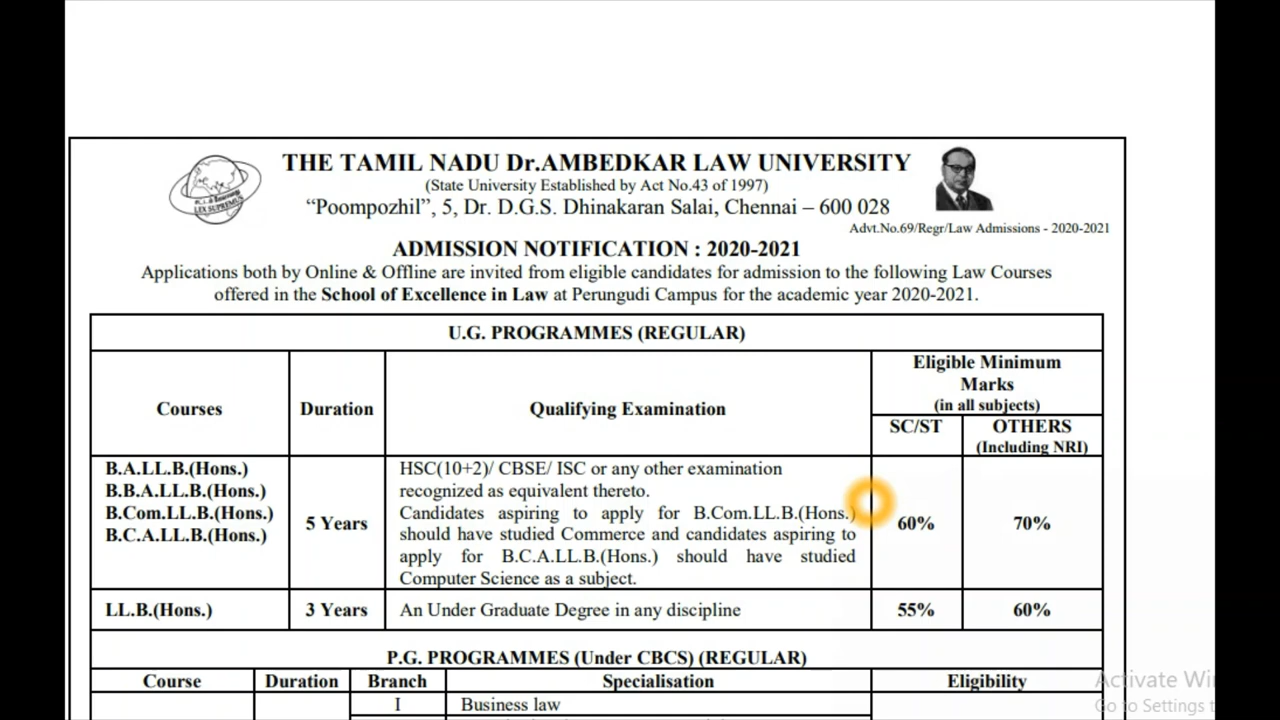 THE TAMIL NADU Dr.AMBEDKAR LAW UNIVERSITY
(State University Established by Act No.43 of 1997)
“Poompozhil”, 5, Dr. D.G.S. Dhinakaran Salai, Chennai – 600 028
LEX SUPREMUS
Advt.No.69/Regr/Law Admissions - 2020-2021
ADMISSION NOTIFICATION : 2020-2021
Applications both by Online & Offline are invited from eligible candidates for admission to the following Law Courses
offered in the School of Excellence in Law at Perungudi Campus for the academic year 2020-2021.
U.G. PROGRAMMES (REGULAR)
Courses
Duration
Qualifying Examination
Eligible Minimum
Marks
(in all subjects)
SC/ST
OTHERS
(Including NRI)
B.A.LL.B.(Hons.)
B.B.A.LL.B.(Hons.)
B.Com.LL.B.(Hons.)
B.C.A.LL.B.(Hons.)
5 Years
HSC(10+2)/ CBSE/ ISC or any other examination
recognized as equivalent thereto.
Candidates aspiring to apply for B.Com.LL.B.(Hons.)
should have studied Commerce and candidates aspiring to
apply for B.C.A.LL.B.(Hons.) should have studied
Computer Science as a subject.
60%
70%
LL.B.(Hons.)
3 Years
An Under Graduate Degree in any discipline
55%
60%
P.G. PROGRAMMES (Under CBCS) (REGULAR)
Course
Duration
Branch
Specialisation
Eligibility
I
Business law
Activate Wi
Go to Settings t